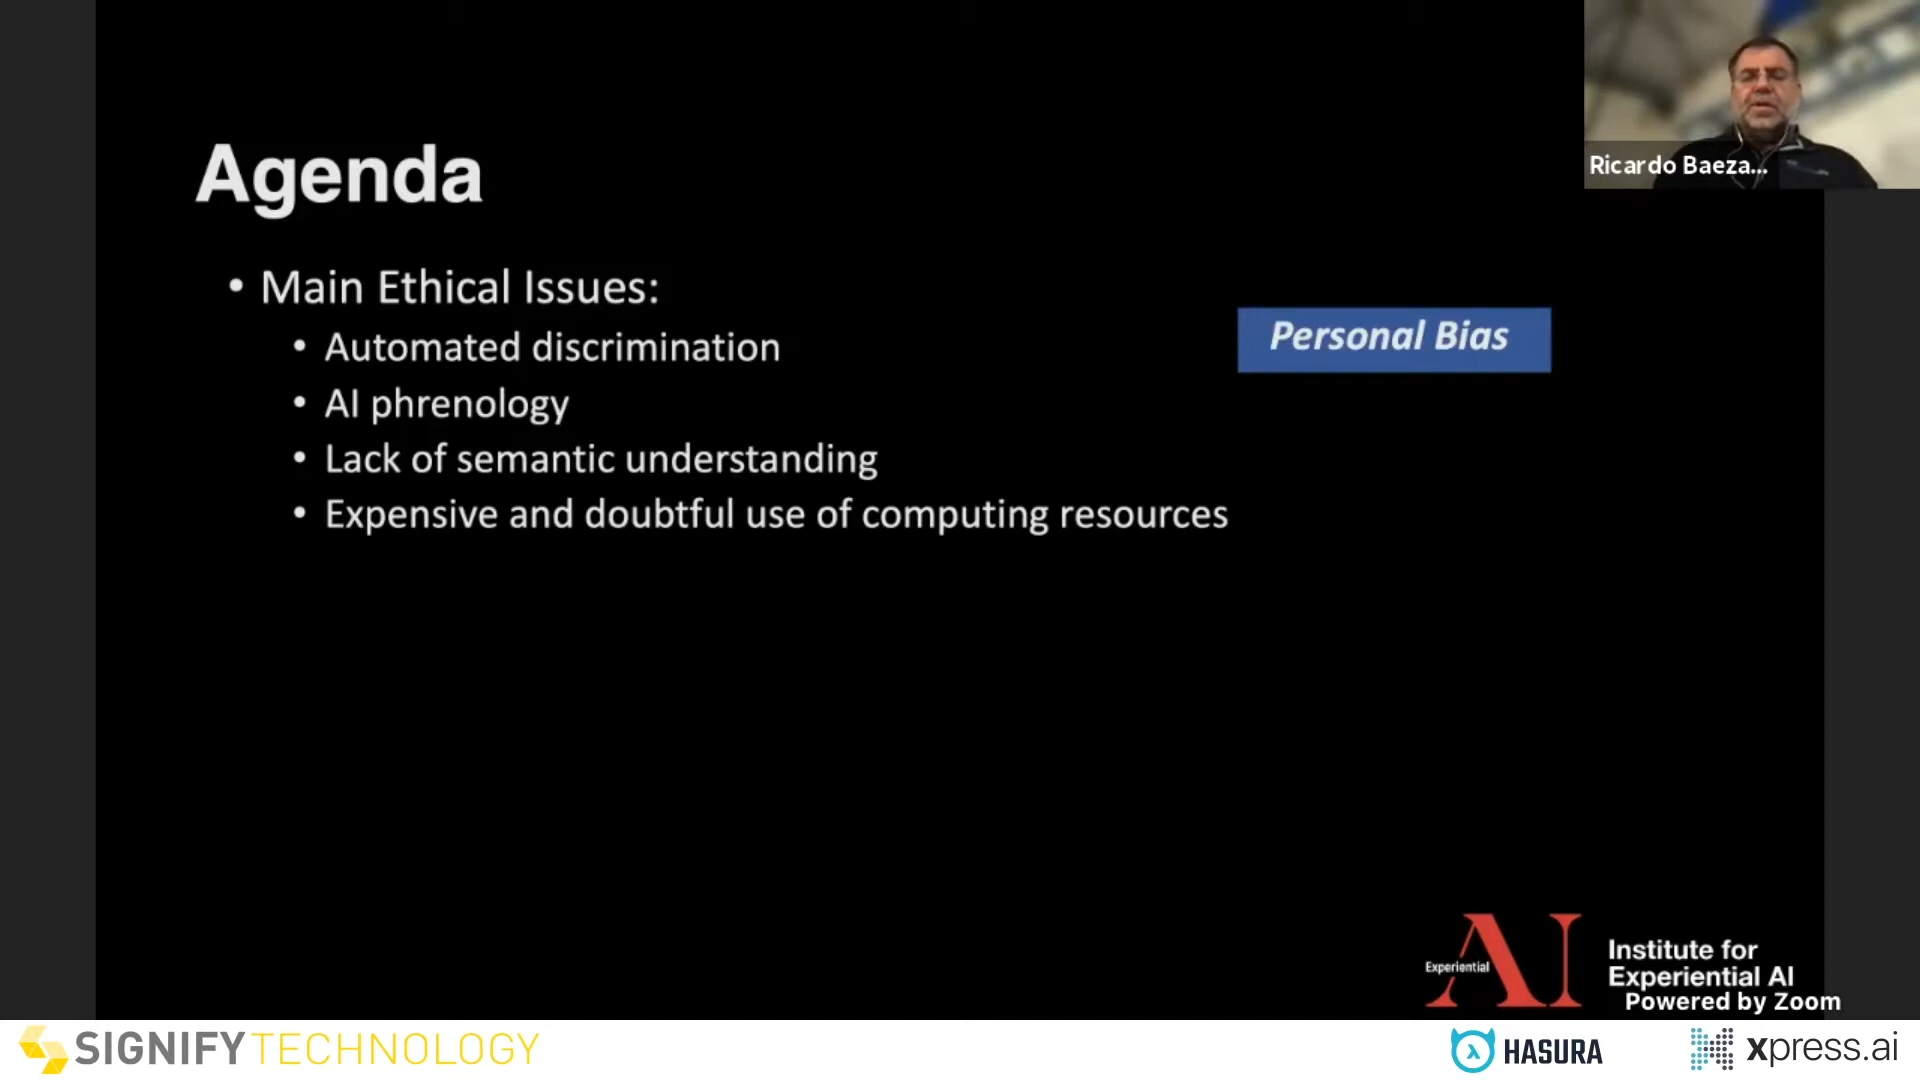 Ricardo Baeza...
Agenda
• Main Ethical Issues:
Personal Bias
• Automated discrimination
• AI phrenology
• Lack of semantic understanding
• Expensive and doubtful use of computing resources
Experiential
AI
Institute for
Experiential AI
Powered by Zoom
SIGNIFY TECHNOLOGY
HASURA
xpress.ai